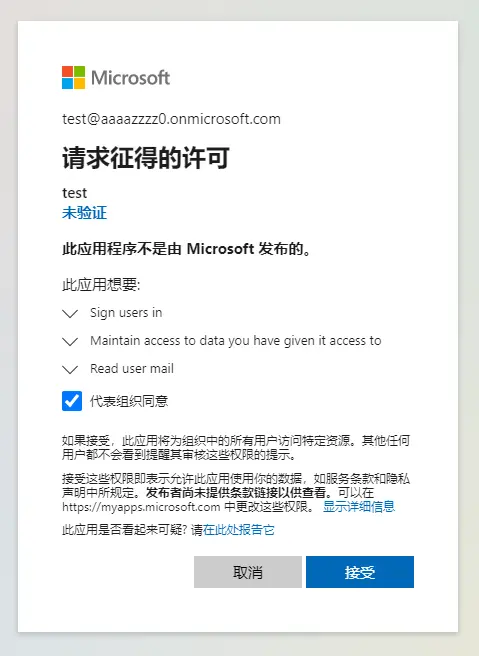 Microsoft
test@aaaazzzz0.onmicrosoft.com
请求征得的许可
test
未验证
此应用程序不是由 Microsoft 发布的。
此应用想要:
Sign users in
Maintain access to data you have given it access to
Read user mail
代表组织同意
如果接受，此应用将为组织中的所有用户访问特定资源。其他任何
用户都不会看到提醒其审核这些权限的提示。
接受这些权限即表示允许此应用使用你的数据，如服务条款和隐私
声明中所规定。发布者尚未提供条款链接以供查看。可以在
https://myapps.microsoft.com 中更改这些权限。 显示详细信息
此应用是否看起来可疑? 请在此处报告它
取消
接受